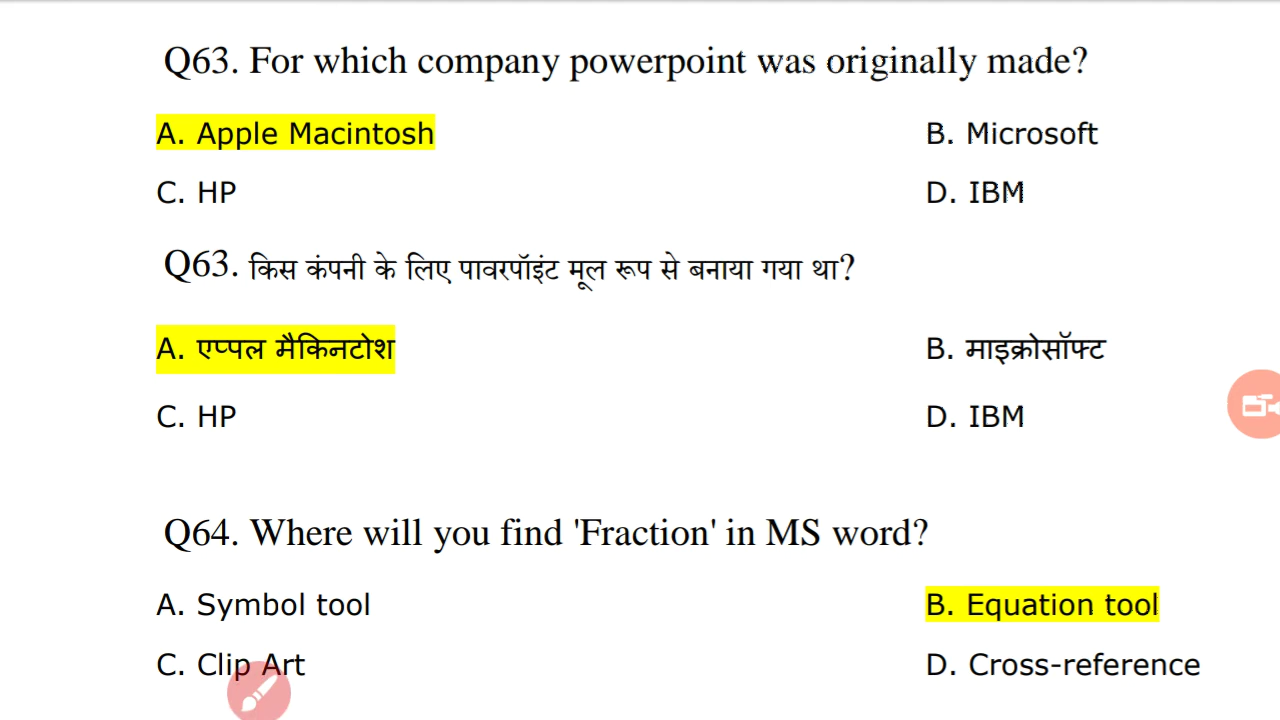 Q63. For which company powerpoint was originally made?
A. Apple Macintosh B. Microsoft
C. HP D. IBM
Q63. किस कंपनी के लिए पावरपॉइंट मूल रूप से बनाया गया था?
A. एप्पल मैकिनटोश B. माइक्रोसॉफ्ट
C. HP D. IBM
Q64. Where will you find 'Fraction' in MS word?
A. Symbol tool B. Equation tool
C. Clip Art D. Cross-reference